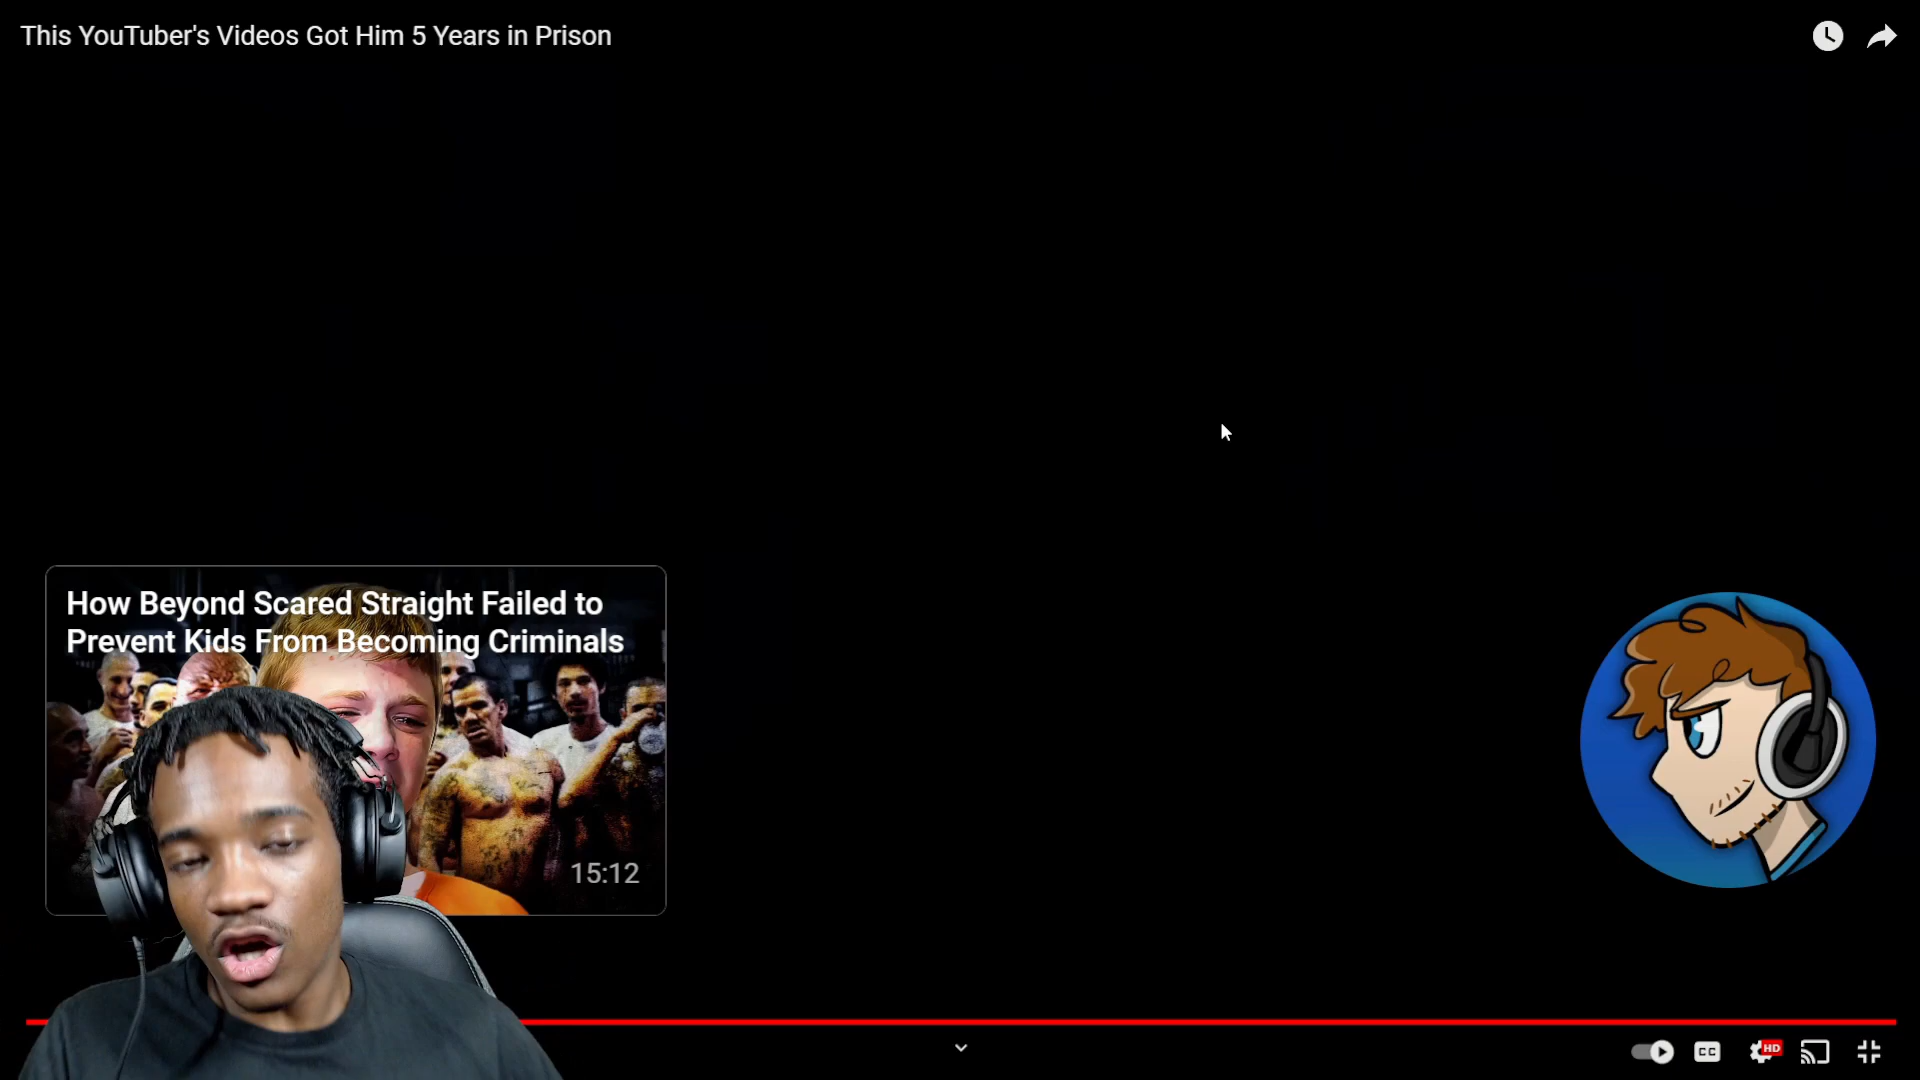 This YouTuber's Videos Got Him 5 Years in Prison
How Beyond Scared Straight Failed to
Prevent Kids From Becoming Criminals
15:12
CC
HD